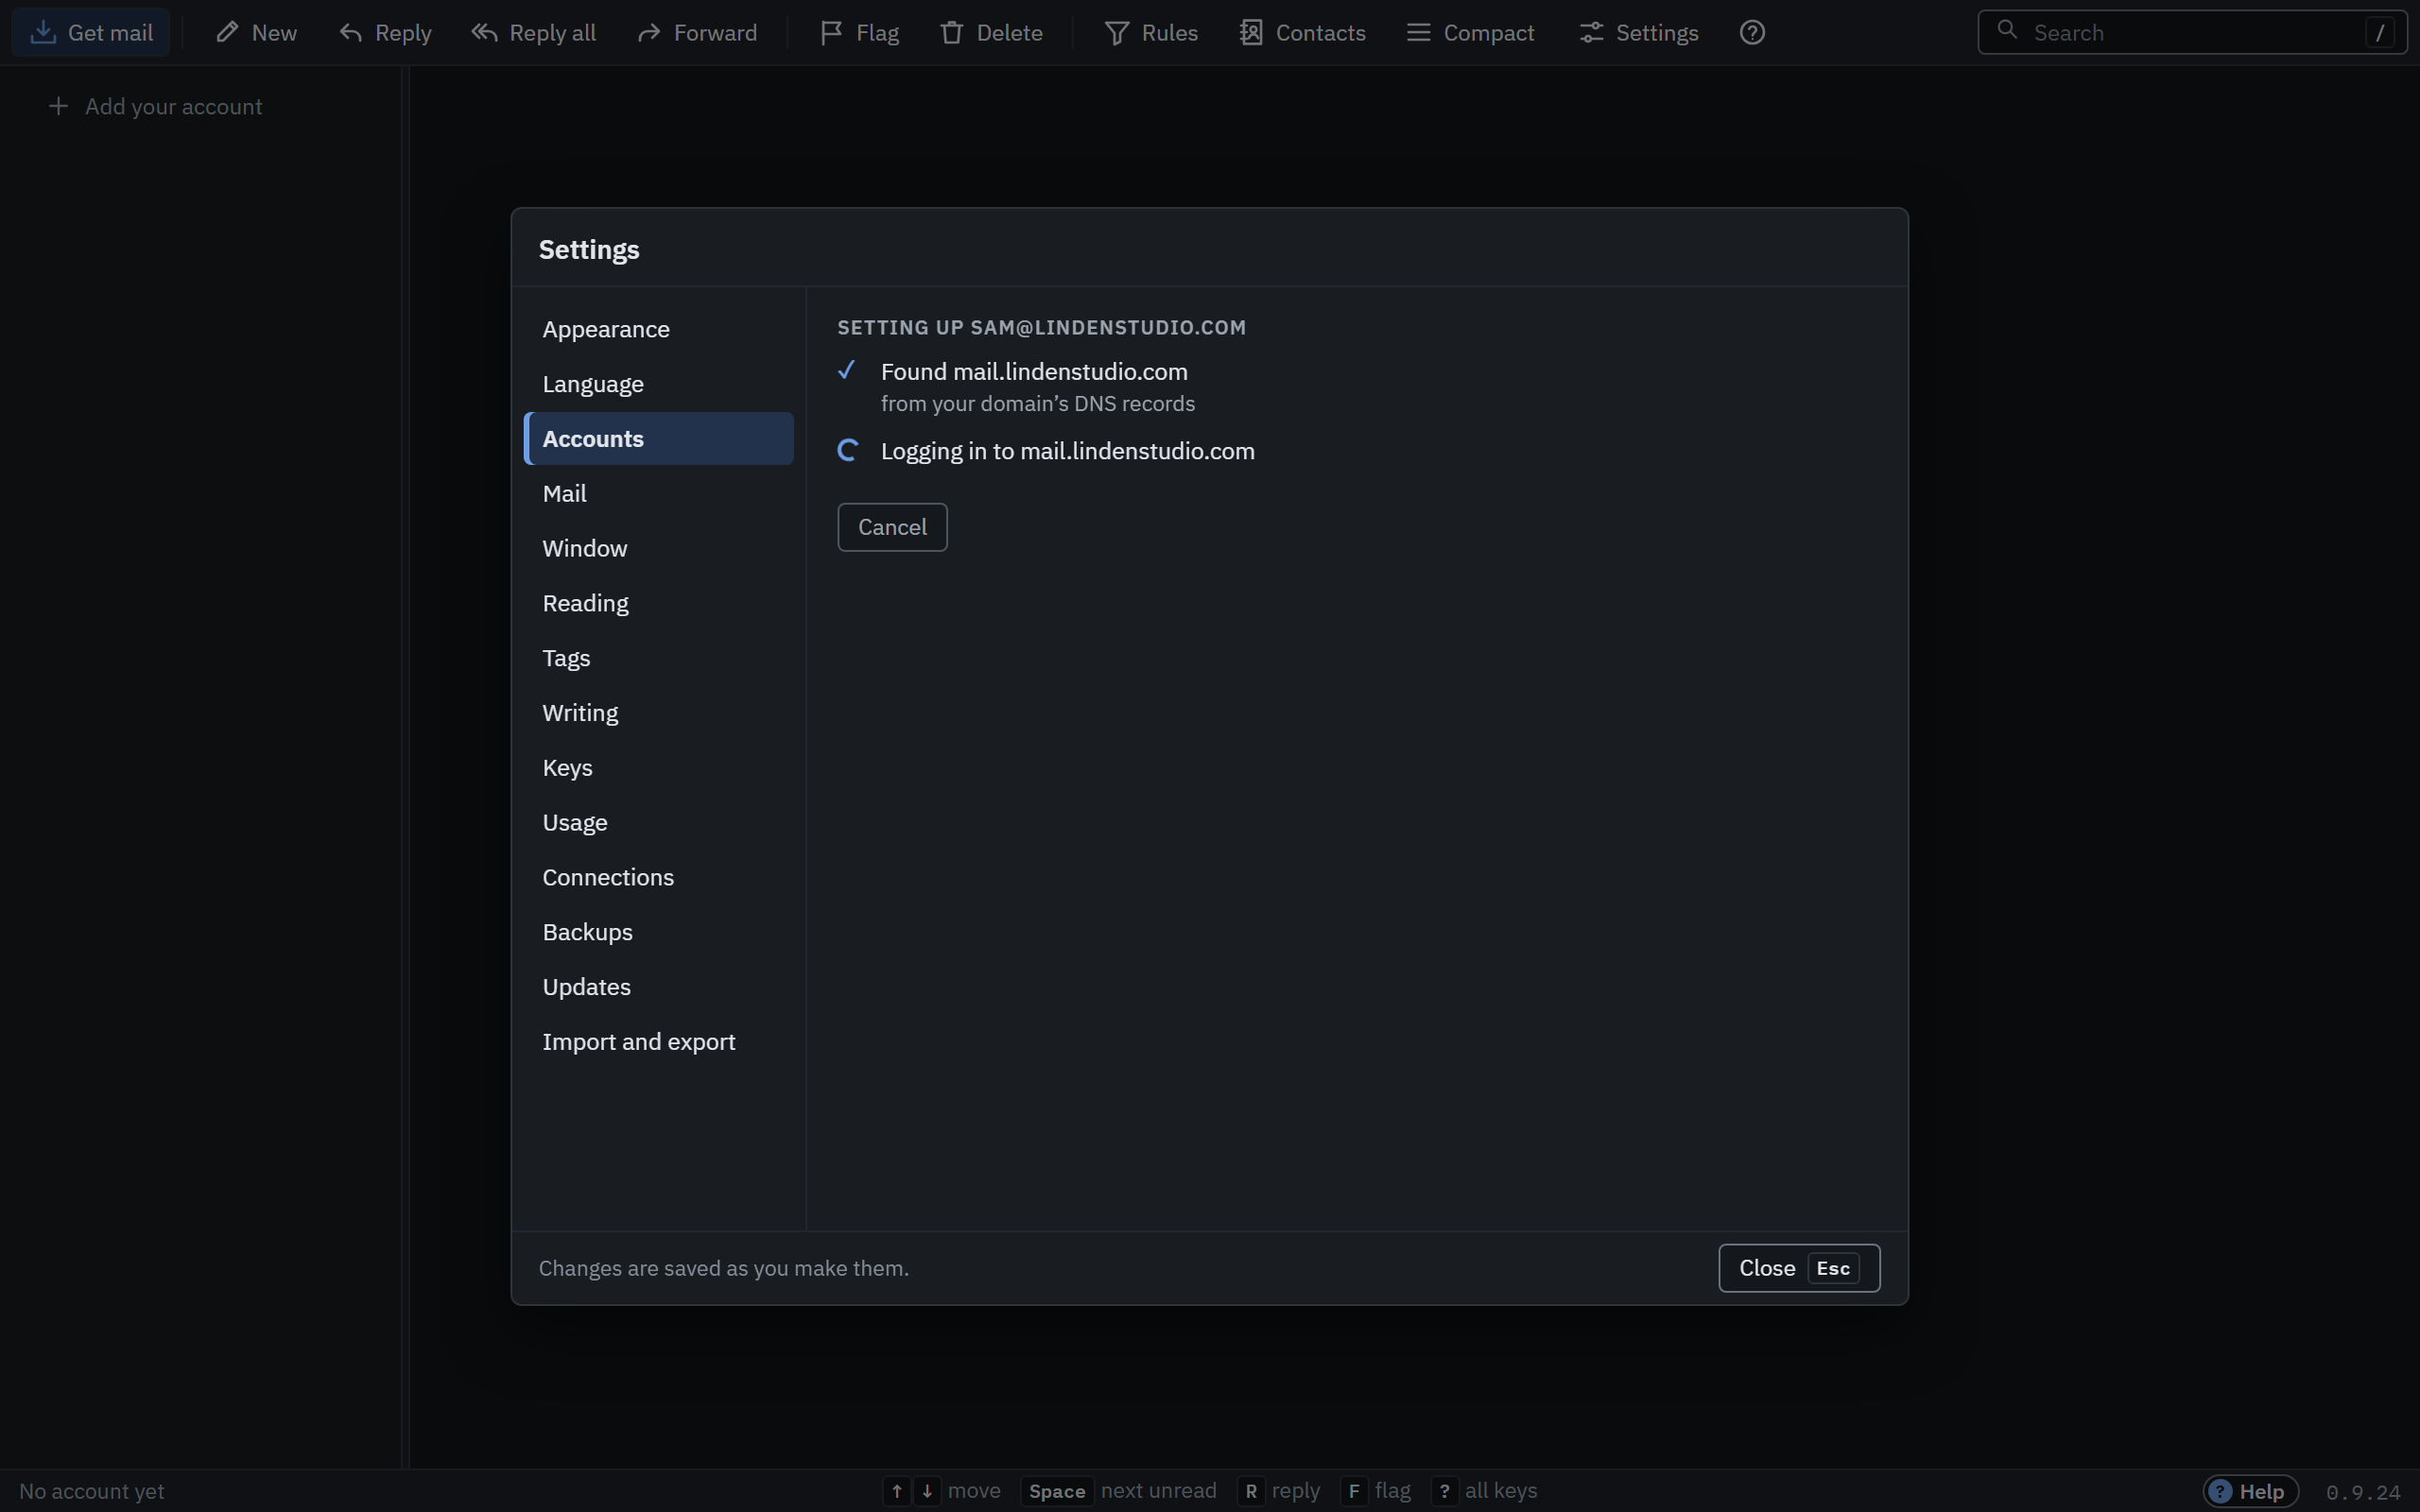 Get mail New Reply Reply all Forward Flag Delete Rules Contacts Compact Settings ? Search /
+ Add your account
Settings
Appearance
Language
Accounts
Mail
Window
Reading
Tags
Writing
Keys
Usage
Connections
Backups
Updates
Import and export
SETTING UP SAM@LINDENSTUDIO.COM
✓ Found mail.lindenstudio.com
from your domain’s DNS records
Logging in to mail.lindenstudio.com
Cancel
Changes are saved as you make them.
Close Esc
No account yet ↑ ↓ move Space next unread R reply F flag ? all keys ? Help 0.9.24